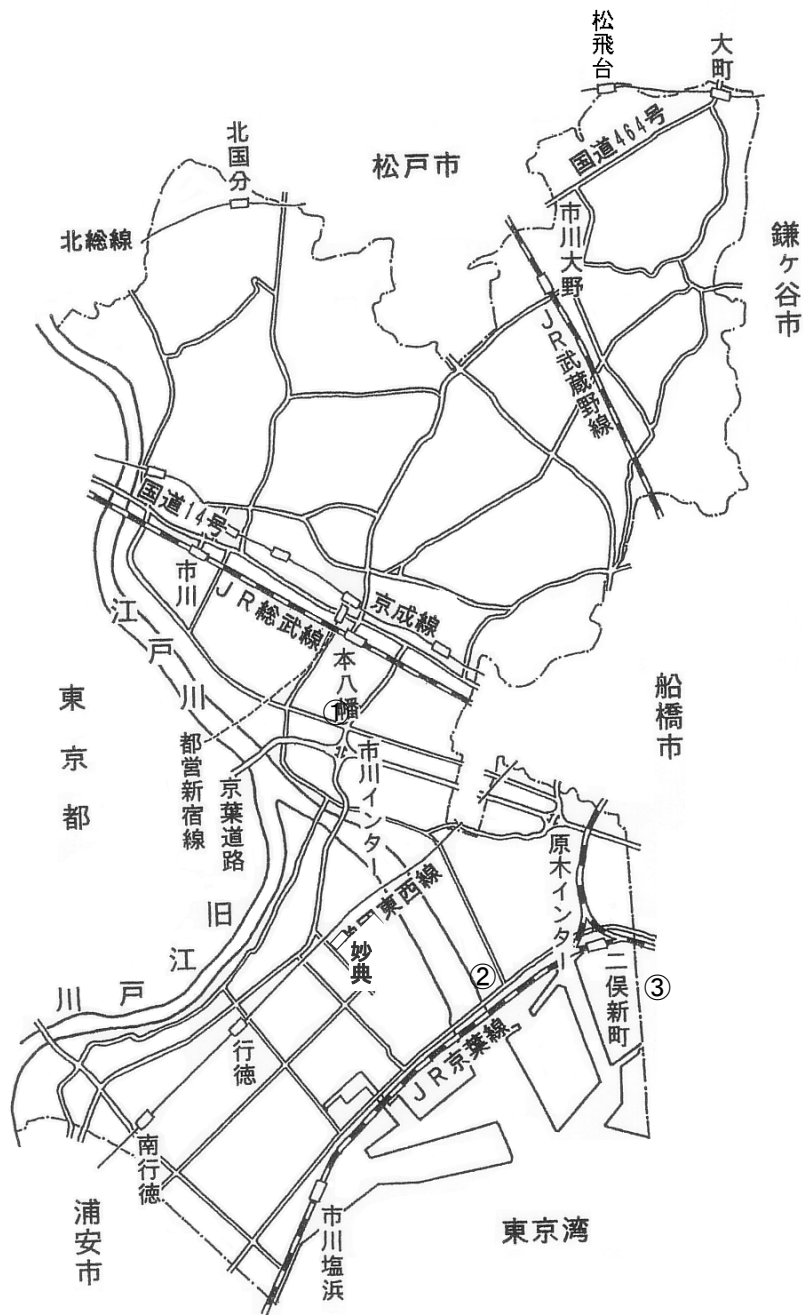 松飛台
大町
国道464号
北国分
松戸市
市川大野
北総線
鎌ヶ谷市
JR武蔵野線
国道14号
市川
JR総武線
京成線
江戸川
本八幡
①
東京都
船橋市
都営新宿線
京葉道路
市川インター
原木インター
東西線
妙典
旧江戸川
②
二俣新町
③
行徳
JR京葉線
南行徳
市川塩浜
浦安市
東京湾